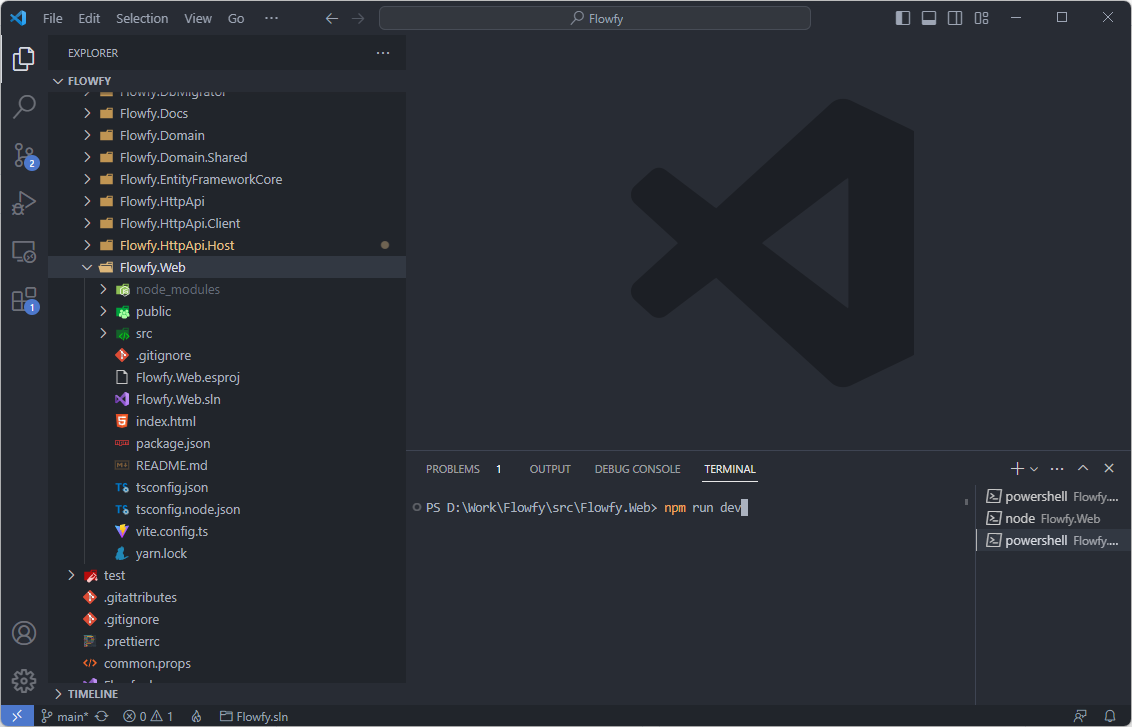 File Edit Selection View Go ···
Flowfy
EXPLORER ···
FLOWFY
Flowfy.DbMigrator
Flowfy.Docs
Flowfy.Domain
Flowfy.Domain.Shared
Flowfy.EntityFrameworkCore
Flowfy.HttpApi
Flowfy.HttpApi.Client
Flowfy.HttpApi.Host
Flowfy.Web
node_modules
public
src
.gitignore
Flowfy.Web.esproj
Flowfy.Web.sln
index.html
package.json
README.md
tsconfig.json
tsconfig.node.json
vite.config.ts
yarn.lock
test
.gitattributes
.gitignore
.prettierrc
common.props
TIMELINE
2
1
PROBLEMS 1 OUTPUT DEBUG CONSOLE TERMINAL
PS D:\Work\Flowfy\src\Flowfy.Web> npm run dev
powershell Flowfy....
node Flowfy.Web
powershell Flowfy....
main* 0 1 Flowfy.sln